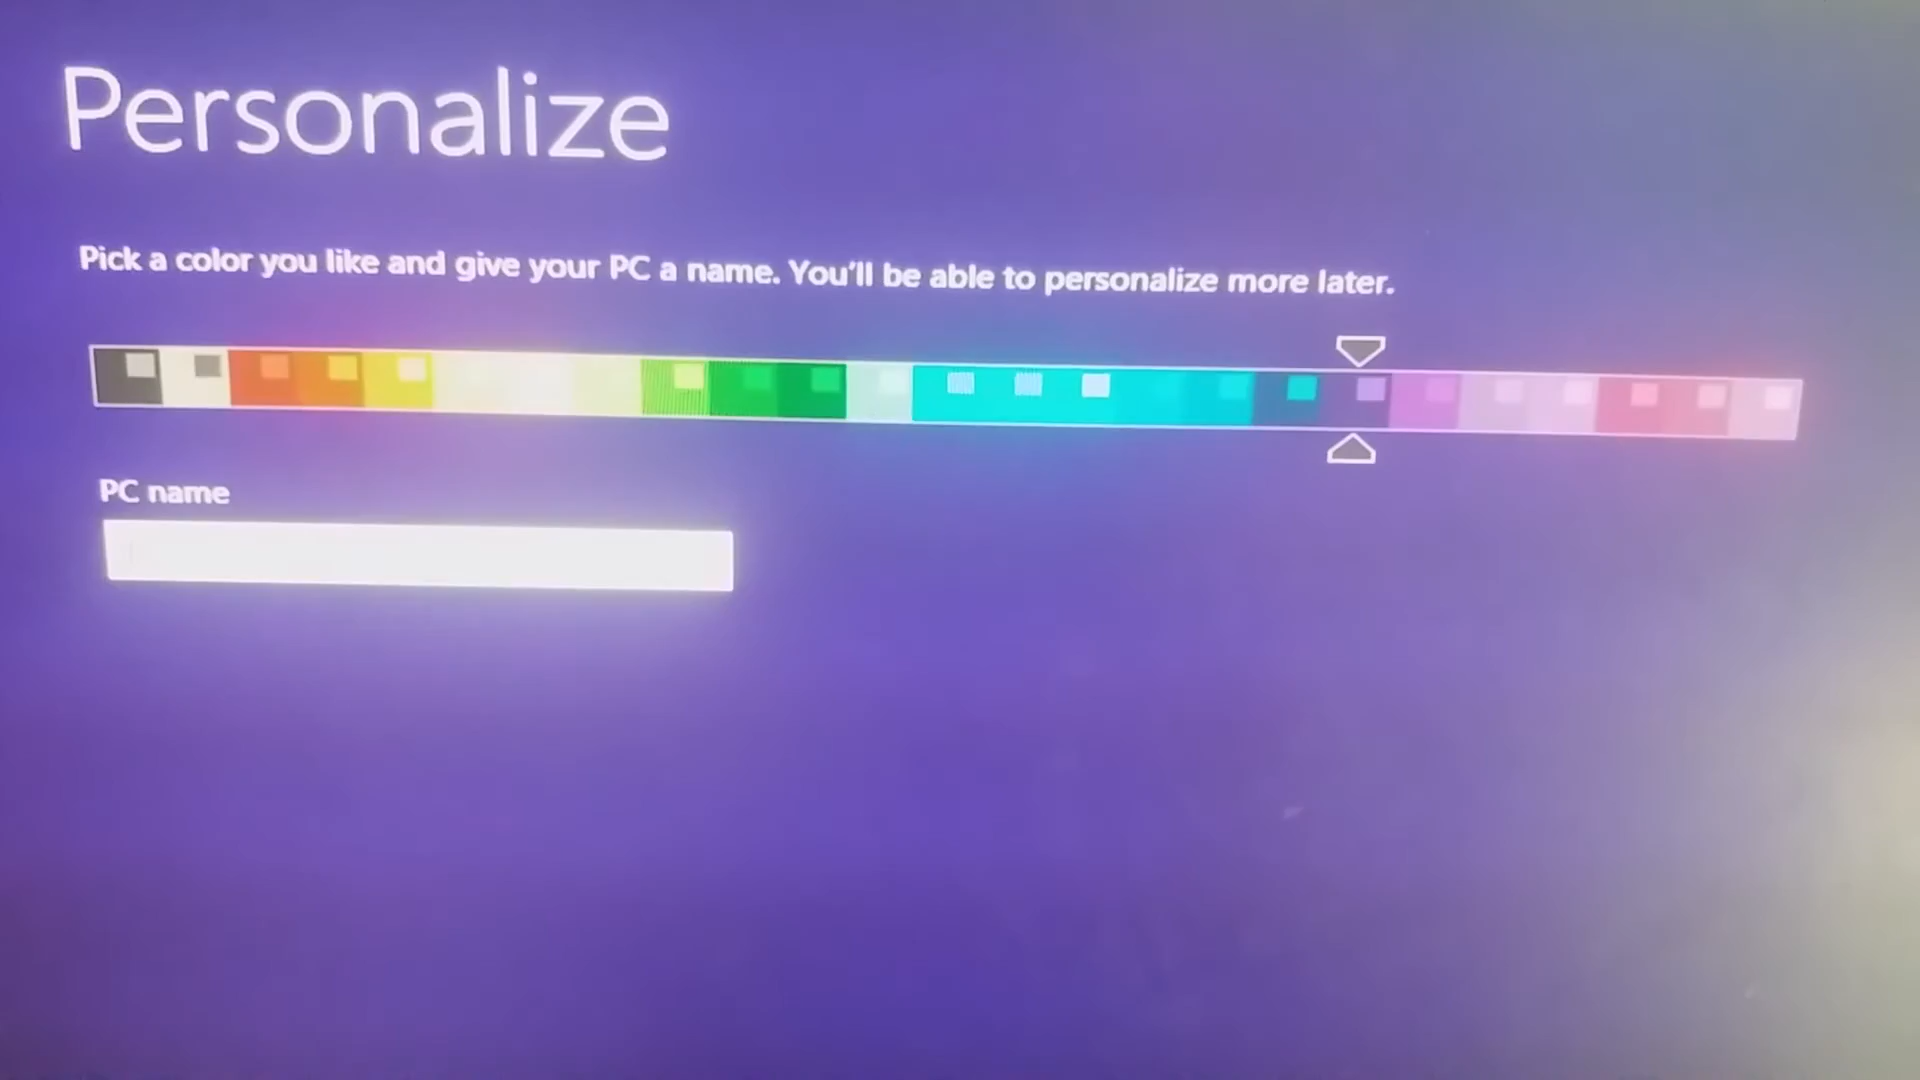 Personalize
Pick a color you like and give your PC a name. You'll be able to personalize more later.
PC name